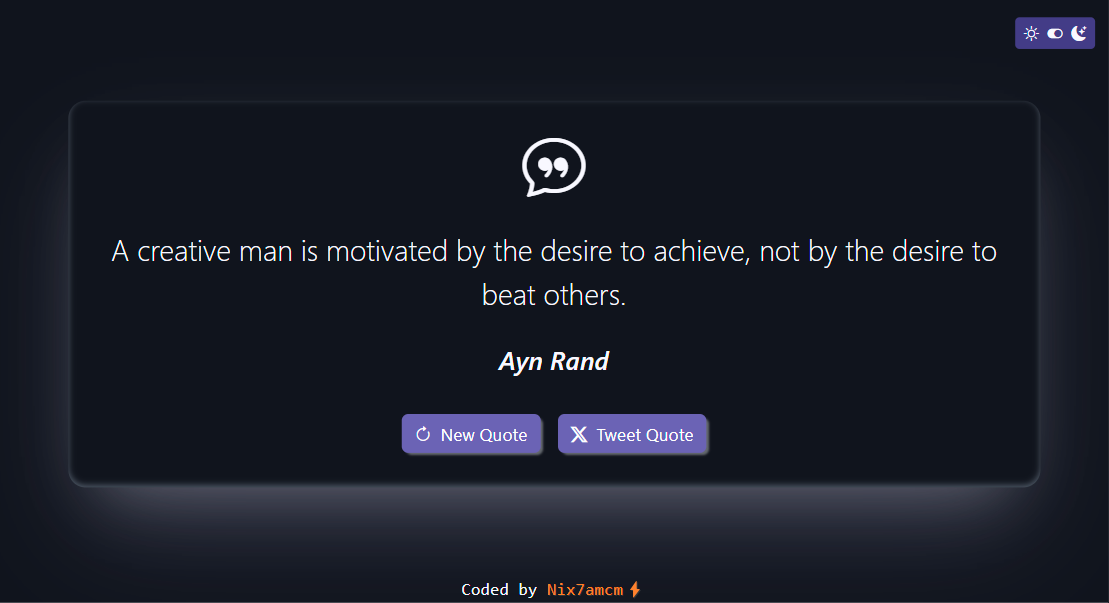 A creative man is motivated by the desire to achieve, not by the desire to
beat others.
Ayn Rand
New Quote
Tweet Quote
Coded by Nix7amcm